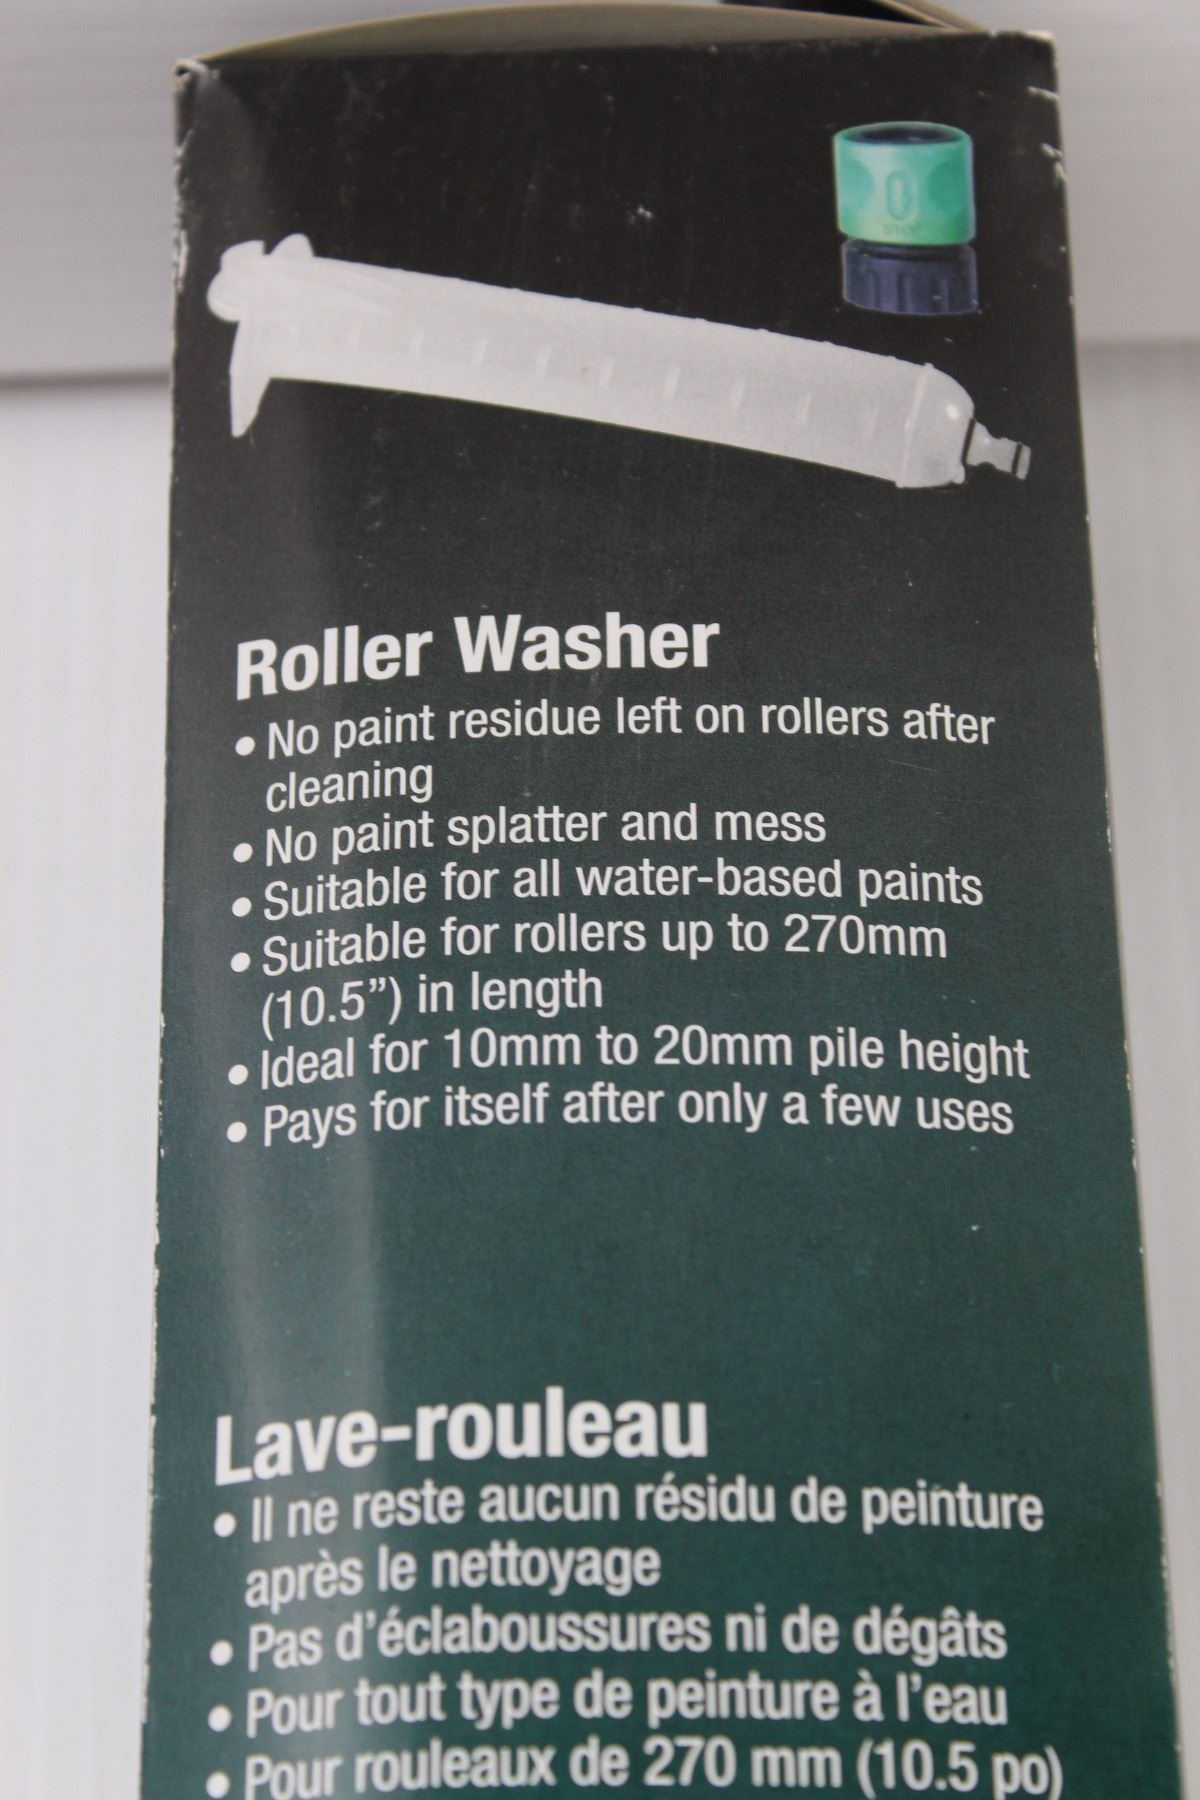 STOP
Roller Washer
• No paint residue left on rollers after
cleaning
• No paint splatter and mess
• Suitable for all water-based paints
• Suitable for rollers up to 270mm
(10.5”) in length
• Ideal for 10mm to 20mm pile height
• Pays for itself after only a few uses
Lave-rouleau
• Il ne reste aucun résidu de peinture
après le nettoyage
• Pas d’éclaboussures ni de dégâts
• Pour tout type de peinture à l’eau
• Pour rouleaux de 270 mm (10.5 po)